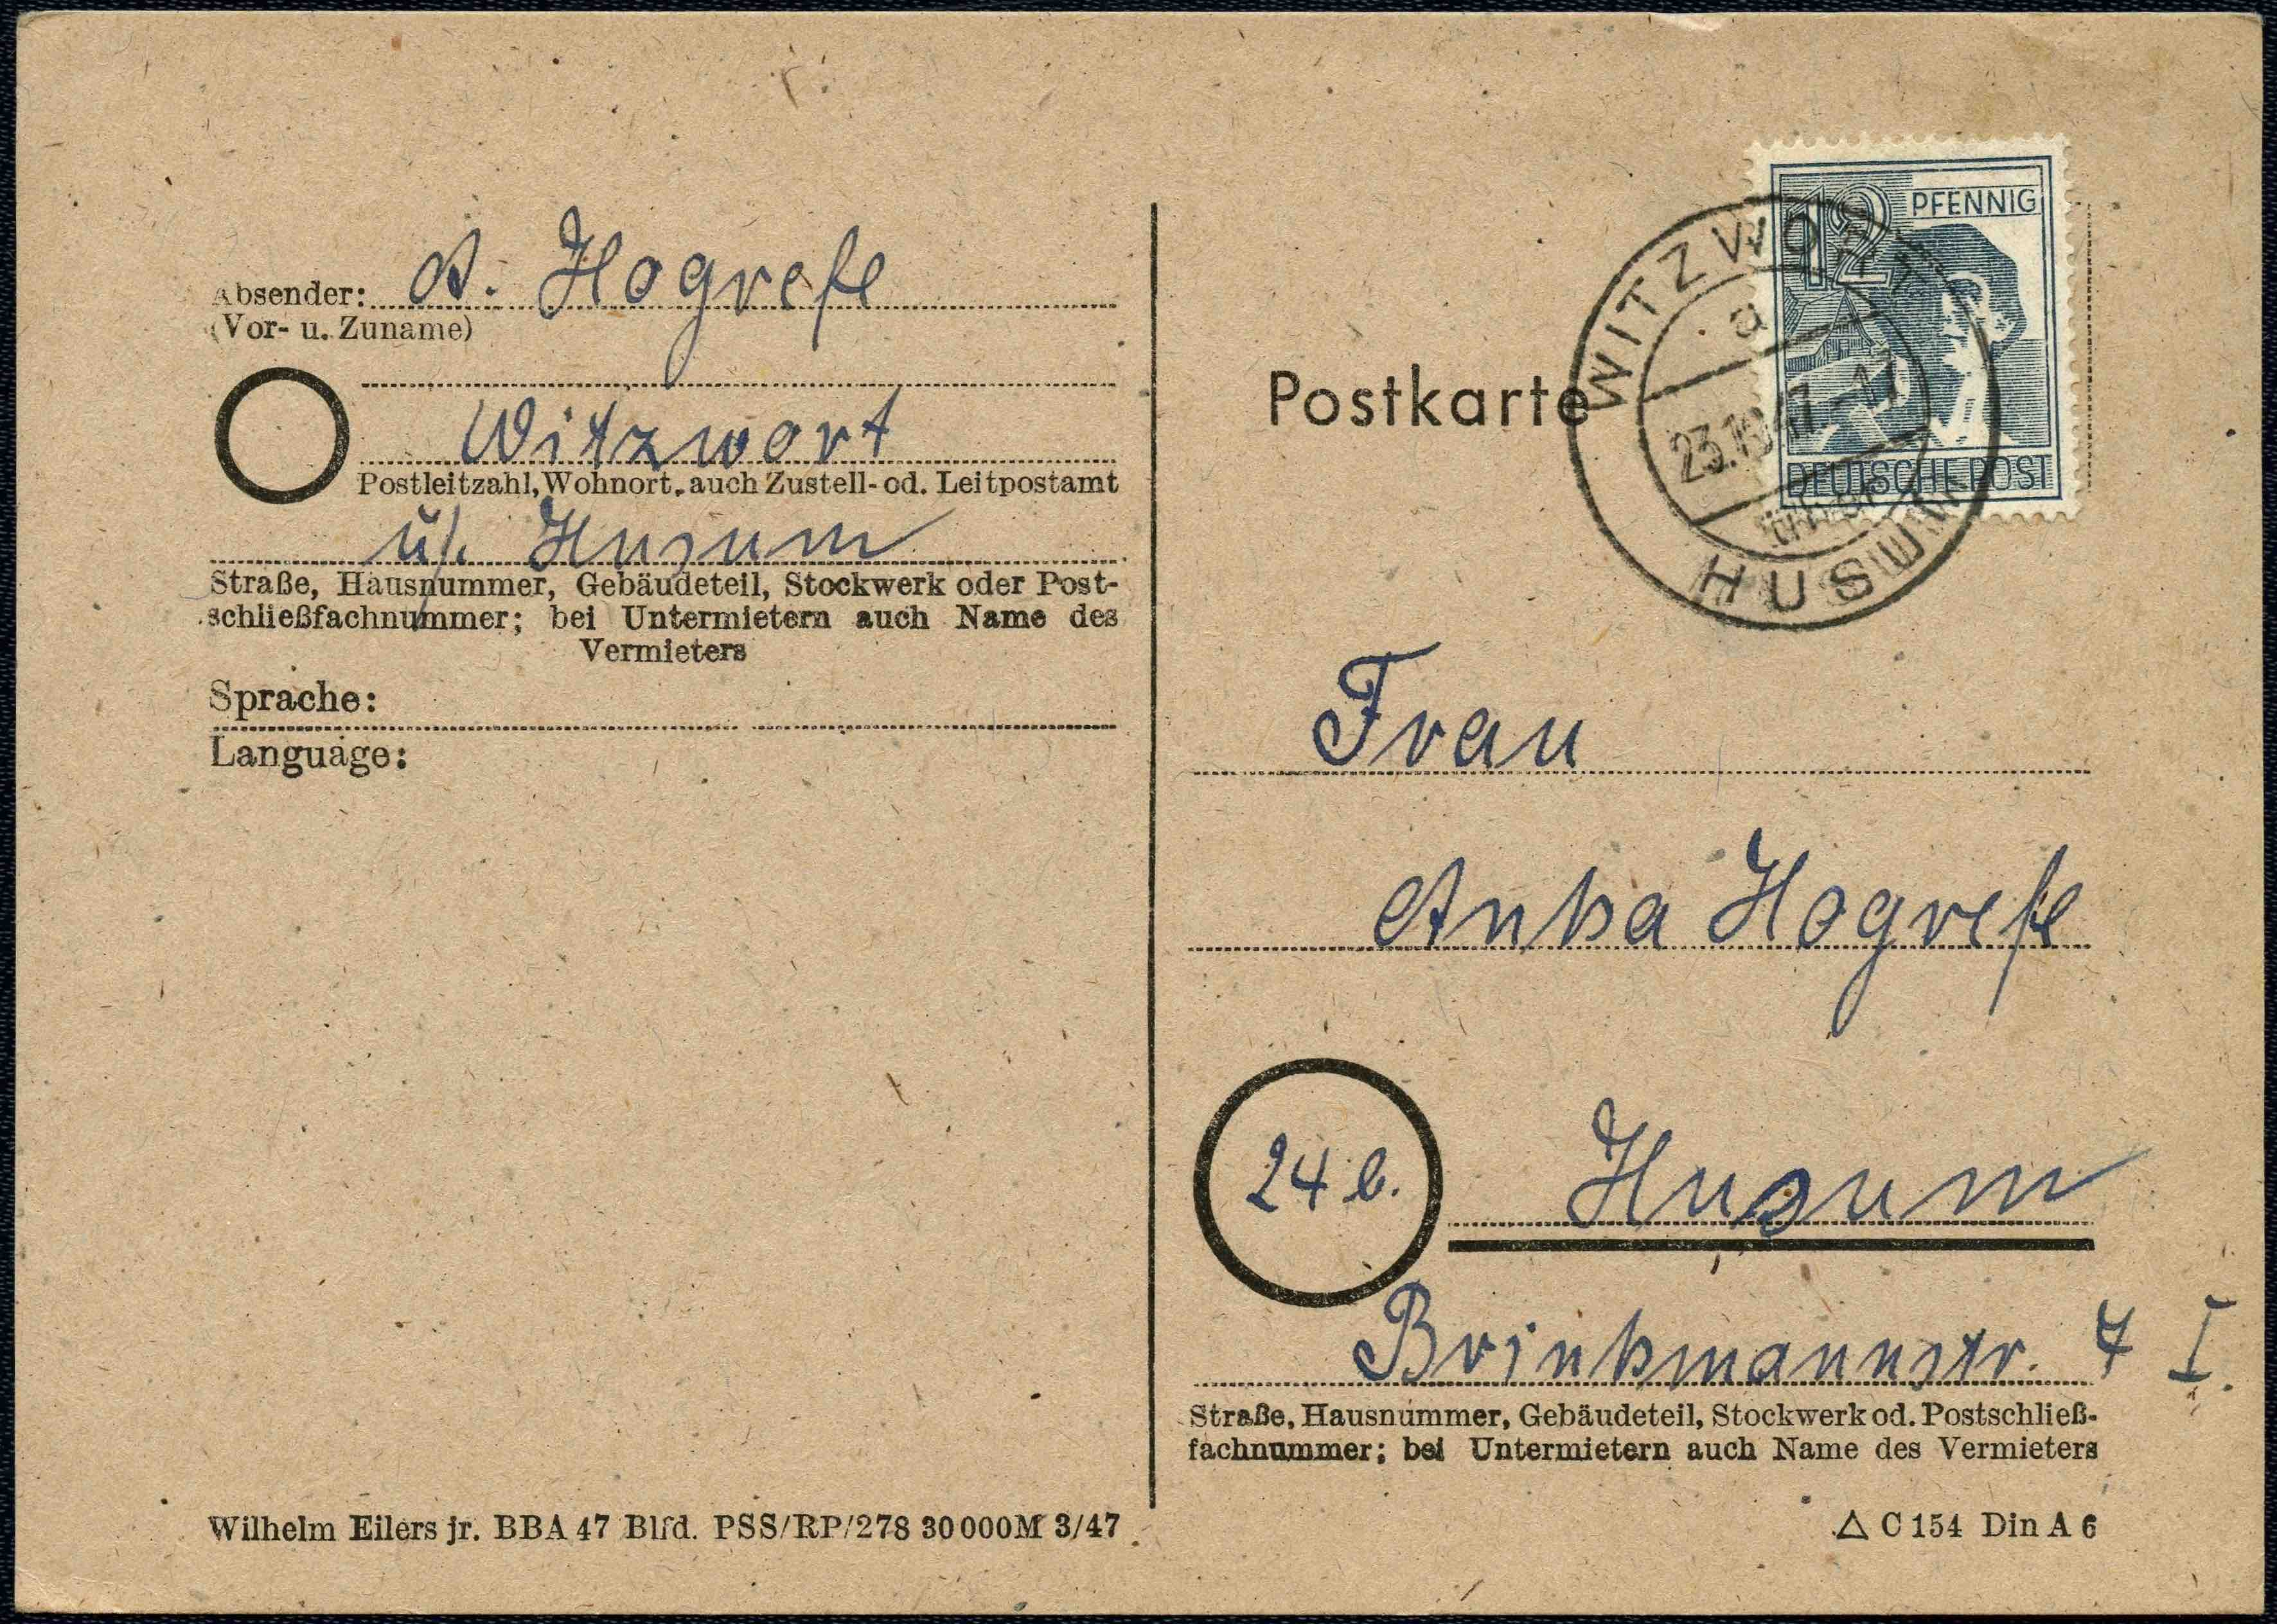 A. Hogrefe
Absender:
(Vor- u. Zuname)
Witzwort
Postleitzahl, Wohnort, auch Zustell- od. Leitpostamt
ü/. Husum
Straße, Hausnummer, Gebäudeteil, Stockwerk oder Post-
schließfachnummer; bei Untermietern auch Name des
Vermieters
Sprache:
Language:
Wilhelm Eilers jr. BBA 47 Blfd. PSS/RP/278 30000M 3/47
12 PFENNIG
DEUTSCHE POST
WITZWORT
a
über
HUSUM
Postkarte
Frau
Anka Hogrefe
24 b. Husum
Brinkmannstr. 7 I
Straße, Hausnummer, Gebäudeteil, Stockwerk od. Postschließ-
fachnummer; bei Untermietern auch Name des Vermieters
△ C 154 Din A 6